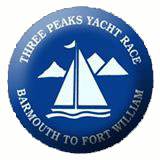 THREE PEAKS YACHT RACE
BARMOUTH TO FORT WILLIAM